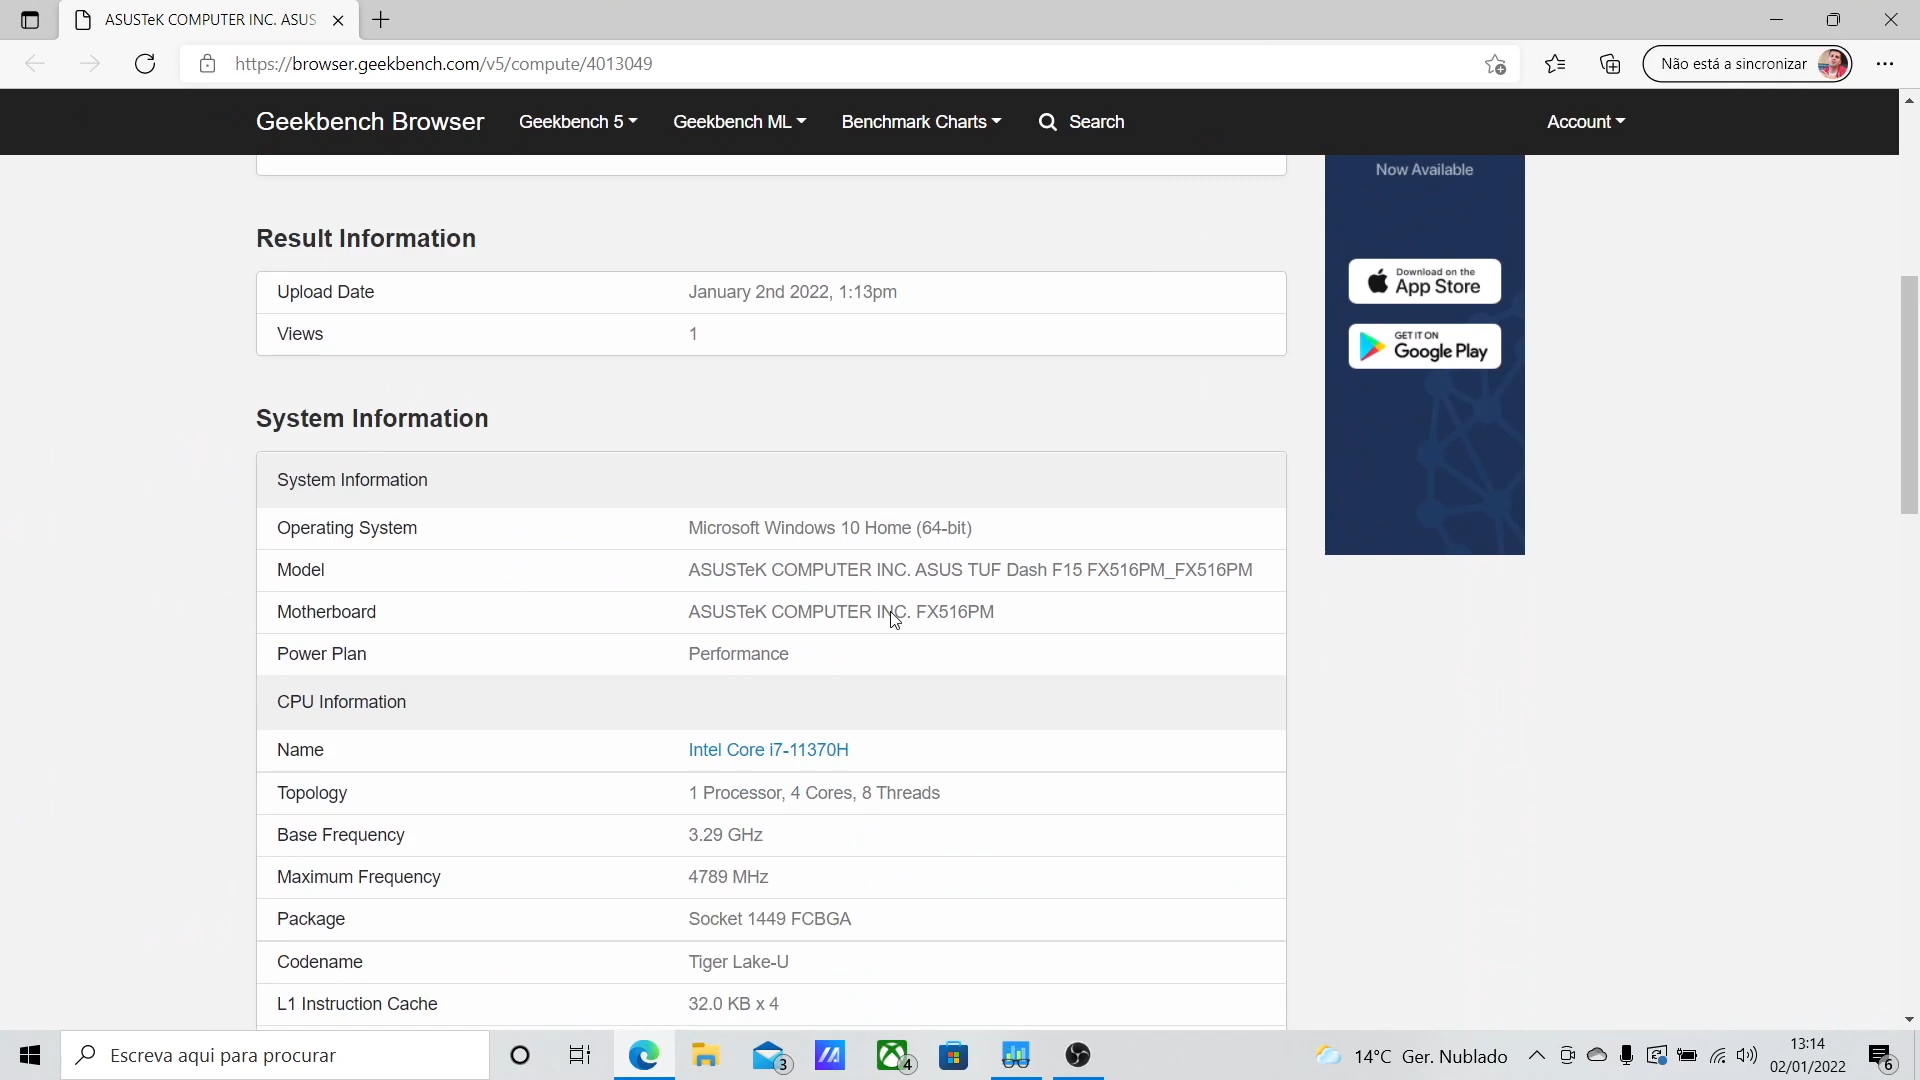 ASUSTeK COMPUTER INC. ASUS
https://browser.geekbench.com/v5/compute/4013049
Não está a sincronizar
Geekbench Browser
Geekbench 5
Geekbench ML
Benchmark Charts
Search
Account
Now Available
Download on the
App Store
GET IT ON
Google Play
Result Information
Upload Date January 2nd 2022, 1:13pm
Views 1
System Information
System Information
Operating System Microsoft Windows 10 Home (64-bit)
Model ASUSTeK COMPUTER INC. ASUS TUF Dash F15 FX516PM_FX516PM
Motherboard ASUSTeK COMPUTER INC. FX516PM
Power Plan Performance
CPU Information
Name Intel Core i7-11370H
Topology 1 Processor, 4 Cores, 8 Threads
Base Frequency 3.29 GHz
Maximum Frequency 4789 MHz
Package Socket 1449 FCBGA
Codename Tiger Lake-U
L1 Instruction Cache 32.0 KB x 4
Escreva aqui para procurar
3
4
14°C Ger. Nublado
13:14
02/01/2022
6